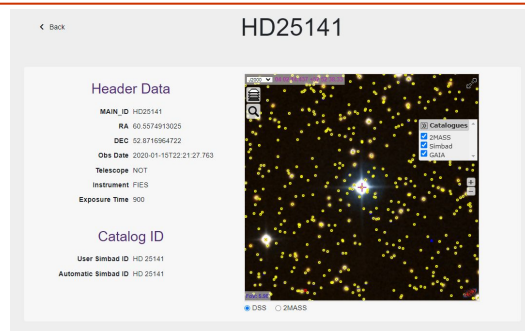 Back
HD25141
Header Data
MAIN_ID HD25141
RA 60.5574913025
DEC 52.8716964722
Obs Date 2020-01-15T22:21:27.763
Telescope NOT
Instrument FIES
Exposure Time 900
Catalog ID
User Simbad ID HD 25141
Automatic Simbad ID HD 25141
J2000
Catalogues
2MASS
Simbad
GAIA
DSS
2MASS